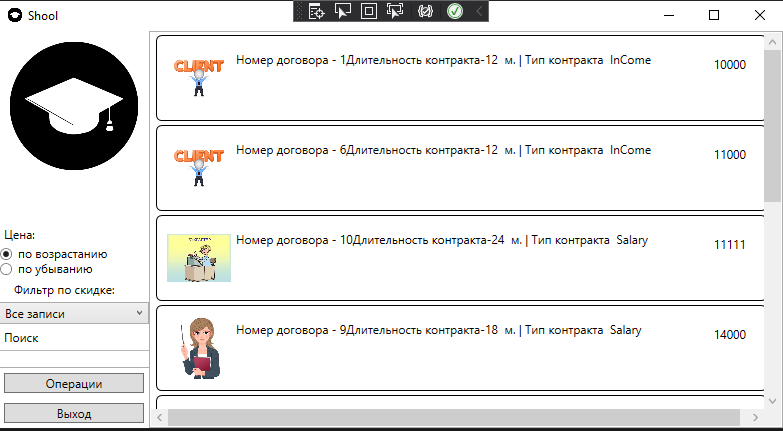 Shool
Цена:
по возрастанию
по убыванию
Фильтр по скидке:
Все записи
Поиск
Операции
Выход
CLIENT
Номер договора - 1Длительность контракта-12 м. | Тип контракта InCome
10000
CLIENT
Номер договора - 6Длительность контракта-12 м. | Тип контракта InCome
11000
Номер договора - 10Длительность контракта-24 м. | Тип контракта Salary
11111
Номер договора - 9Длительность контракта-18 м. | Тип контракта Salary
14000